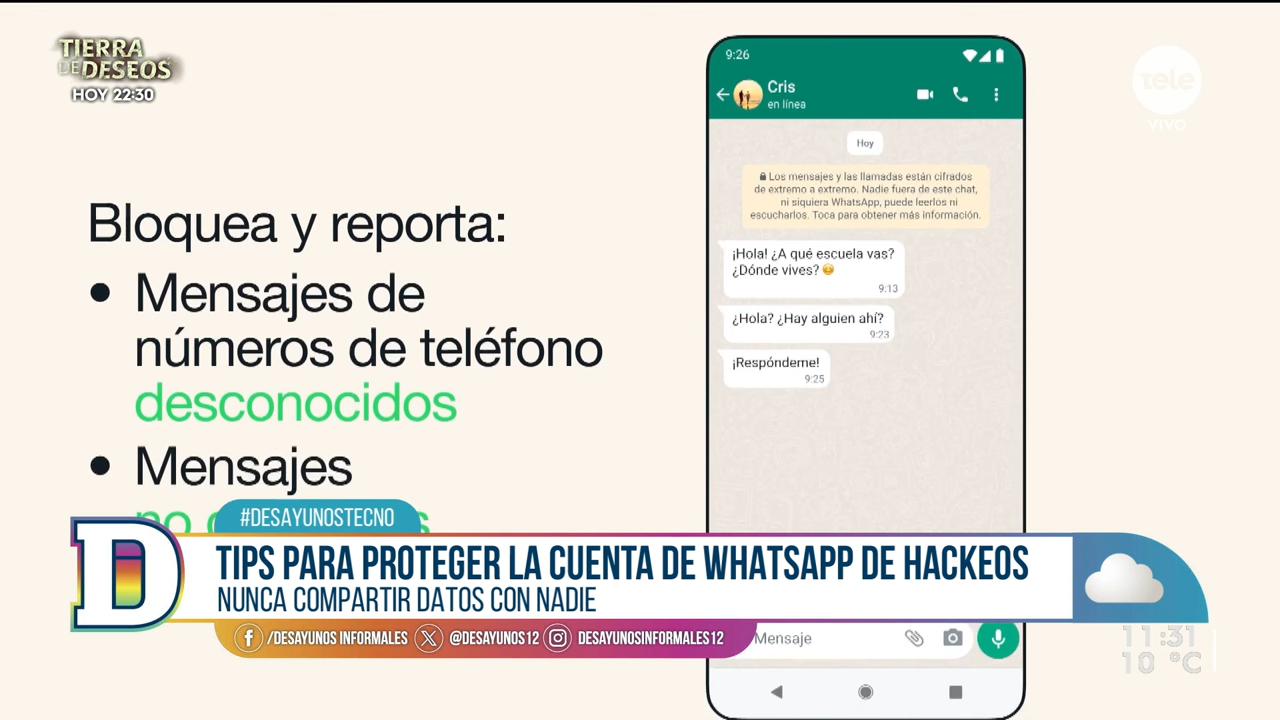 TIERRA
DE DESEOS
HOY 22:30
tele
VIVO
Bloquea y reporta:
• Mensajes de
números de teléfono
desconocidos
• Mensajes
no
9:26
Cris
en línea
Hoy
Los mensajes y las llamadas están cifrados
de extremo a extremo. Nadie fuera de este chat,
ni siquiera WhatsApp, puede leerlos ni
escucharlos. Toca para obtener más información.
¡Hola! ¿A qué escuela vas?
¿Dónde vives? 😊
9:13
¿Hola? ¿Hay alguien ahí?
9:23
¡Respóndeme!
9:25
#DESAYUNOSTECNO
D
TIPS PARA PROTEGER LA CUENTA DE WHATSAPP DE HACKEOS
NUNCA COMPARTIR DATOS CON NADIE
/DESAYUNOS INFORMALES @DESAYUNOS12 DESAYUNOSINFORMALES12
Mensaje
11:31
10 °C